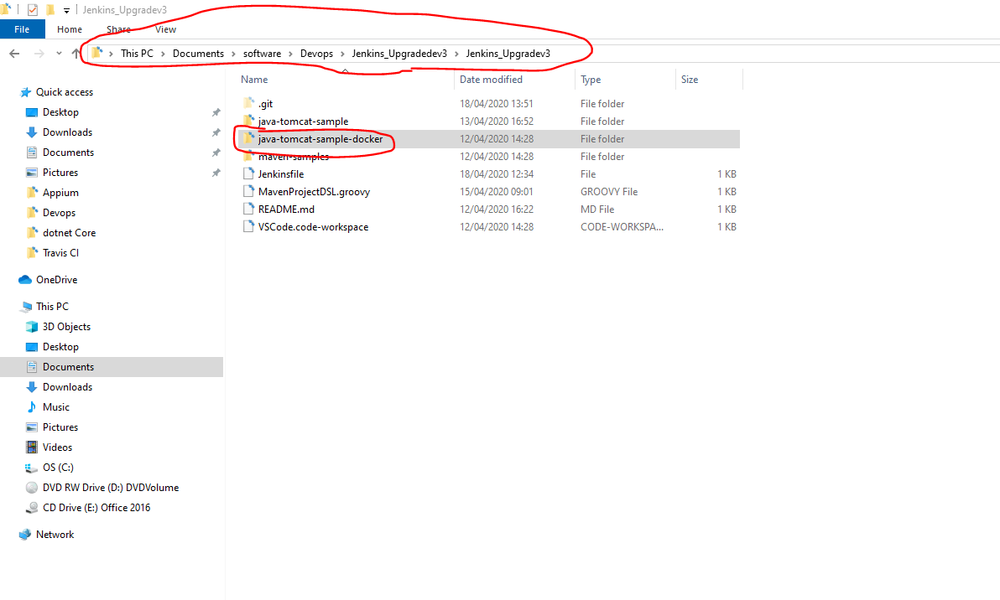 Jenkins_Upgradev3
File Home Share View
This PC Documents software Devops Jenkins_Upgradedev3 Jenkins_Upgradev3
Name Date modified Type Size
.git 18/04/2020 13:51 File folder
java-tomcat-sample 13/04/2020 16:52 File folder
java-tomcat-sample-docker 12/04/2020 14:28 File folder
maven-samples 12/04/2020 14:28 File folder
Jenkinsfile 18/04/2020 12:34 File 1 KB
MavenProjectDSL.groovy 15/04/2020 09:01 GROOVY File 1 KB
README.md 12/04/2020 16:22 MD File 1 KB
VSCode.code-workspace 12/04/2020 14:28 CODE-WORKSPA... 1 KB
Quick access
Desktop
Downloads
Documents
Pictures
Appium
Devops
dotnet Core
Travis CI
OneDrive
This PC
3D Objects
Desktop
Documents
Downloads
Music
Pictures
Videos
OS (C:)
DVD RW Drive (D:) DVDVolume
CD Drive (E:) Office 2016
Network